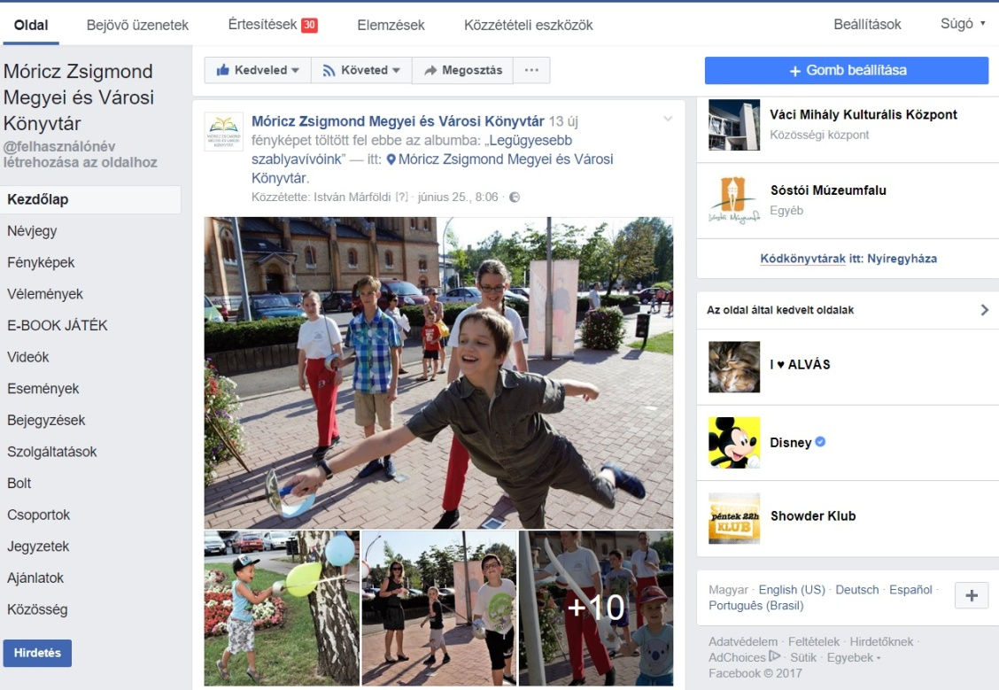 Oldal
Bejövö üzenetek
Értesítések 30
Elemzések
Közzétételi eszközök
Beállítások
Súgó
Móricz Zsigmond
Megyei és Városi
Könyvtár
@felhasználónév
létrehozása az oldalhoz
Kezdőlap
Névjegy
Fényképek
Vélemények
E-BOOK JÁTÉK
Videók
Események
Bejegyzések
Szolgáltatások
Bolt
Csoportok
Jegyzetek
Ajánlatok
Közösség
Hirdetés
Kedveled
Követed
Megosztás
...
+ Gomb beállítása
Móricz Zsigmond Megyei és Városi Könyvtár 13 új
fényképet töltött fel ebbe az albumba: „Legügyesebb
szablyavívóink” — itt: Móricz Zsigmond Megyei és Városi
Könyvtár.
Közzétette: István Márföldi [?] · június 25., 8:06 ·
+10
Váci Mihály Kulturális Központ
Közösségi központ
Sóstói Múzeumfalu
Egyéb
Kódkönyvtárak itt: Nyiregyháza
Az oldal által kedvelt oldalak
I ♥ ALVÁS
Disney
péntek 22h
KLUB
Showder Klub
Magyar · English (US) · Deutsch · Español ·
Português (Brasil)
+
Adatvédelem · Feltételek · Hirdetőknek ·
AdChoices · Sütik · Egyebek
Facebook © 2017